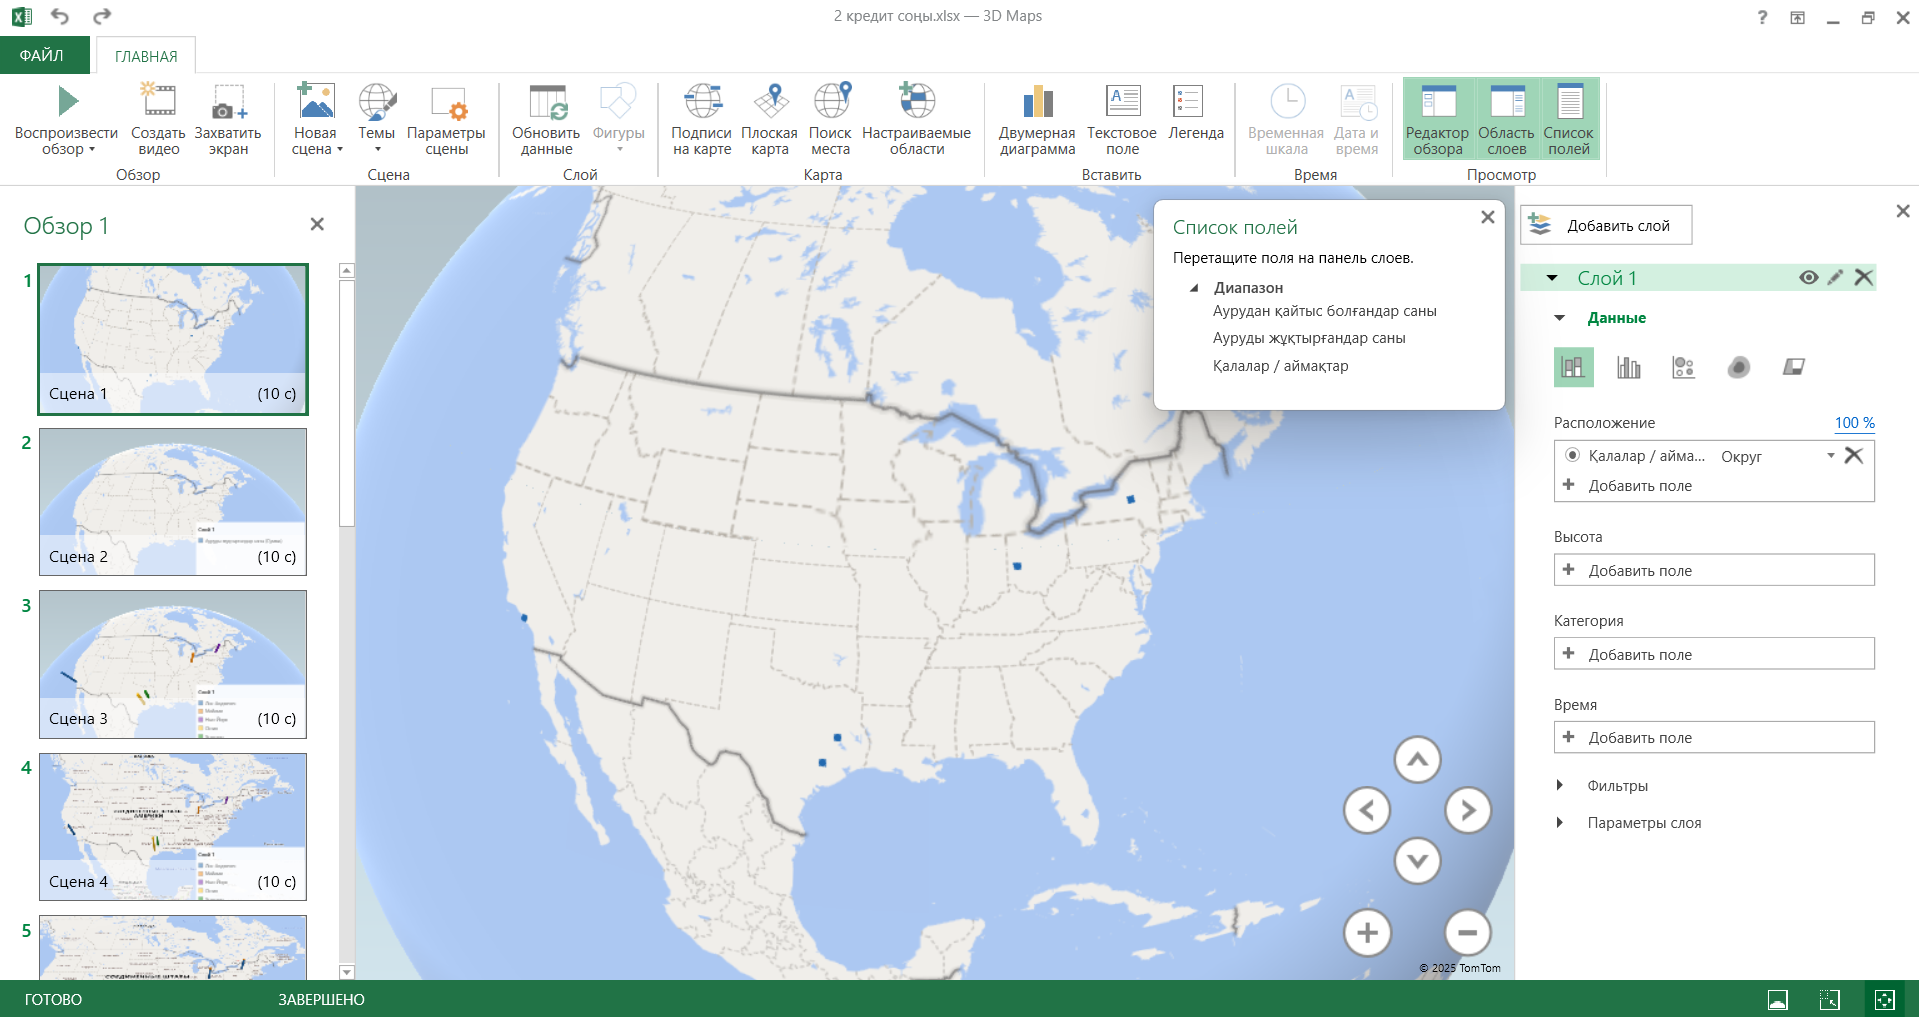 2 кредит соңы.xlsx — 3D Maps
ФАЙЛ
ГЛАВНАЯ
Воспроизвести обзор
Создать видео
Захватить экран
Обзор
Новая сцена
Темы
Параметры сцены
Сцена
Обновить данные
Фигуры
Слой
Подписи на карте
Плоская карта
Поиск места
Настраиваемые области
Карта
Двумерная диаграмма
Текстовое поле
Легенда
Вставить
Временная шкала
Дата и время
Время
Редактор обзора
Область слоев
Список полей
Просмотр
Обзор 1
1
Сцена 1 (10 с)
2
Слой 1
Сцена 2 (10 с)
3
Слой 1
Сцена 3 (10 с)
4
Слой 1
Сцена 4 (10 с)
5
Список полей
Перетащите поля на панель слоев.
Диапазон
Аурудан қайтыс болғандар саны
Ауруды жұқтырғандар саны
Қалалар / аймақтар
© 2025 TomTom
Добавить слой
Слой 1
Данные
Расположение 100 %
Қалалар / айма... Округ
Добавить поле
Высота
Добавить поле
Категория
Добавить поле
Время
Добавить поле
Фильтры
Параметры слоя
ГОТОВО
ЗАВЕРШЕНО